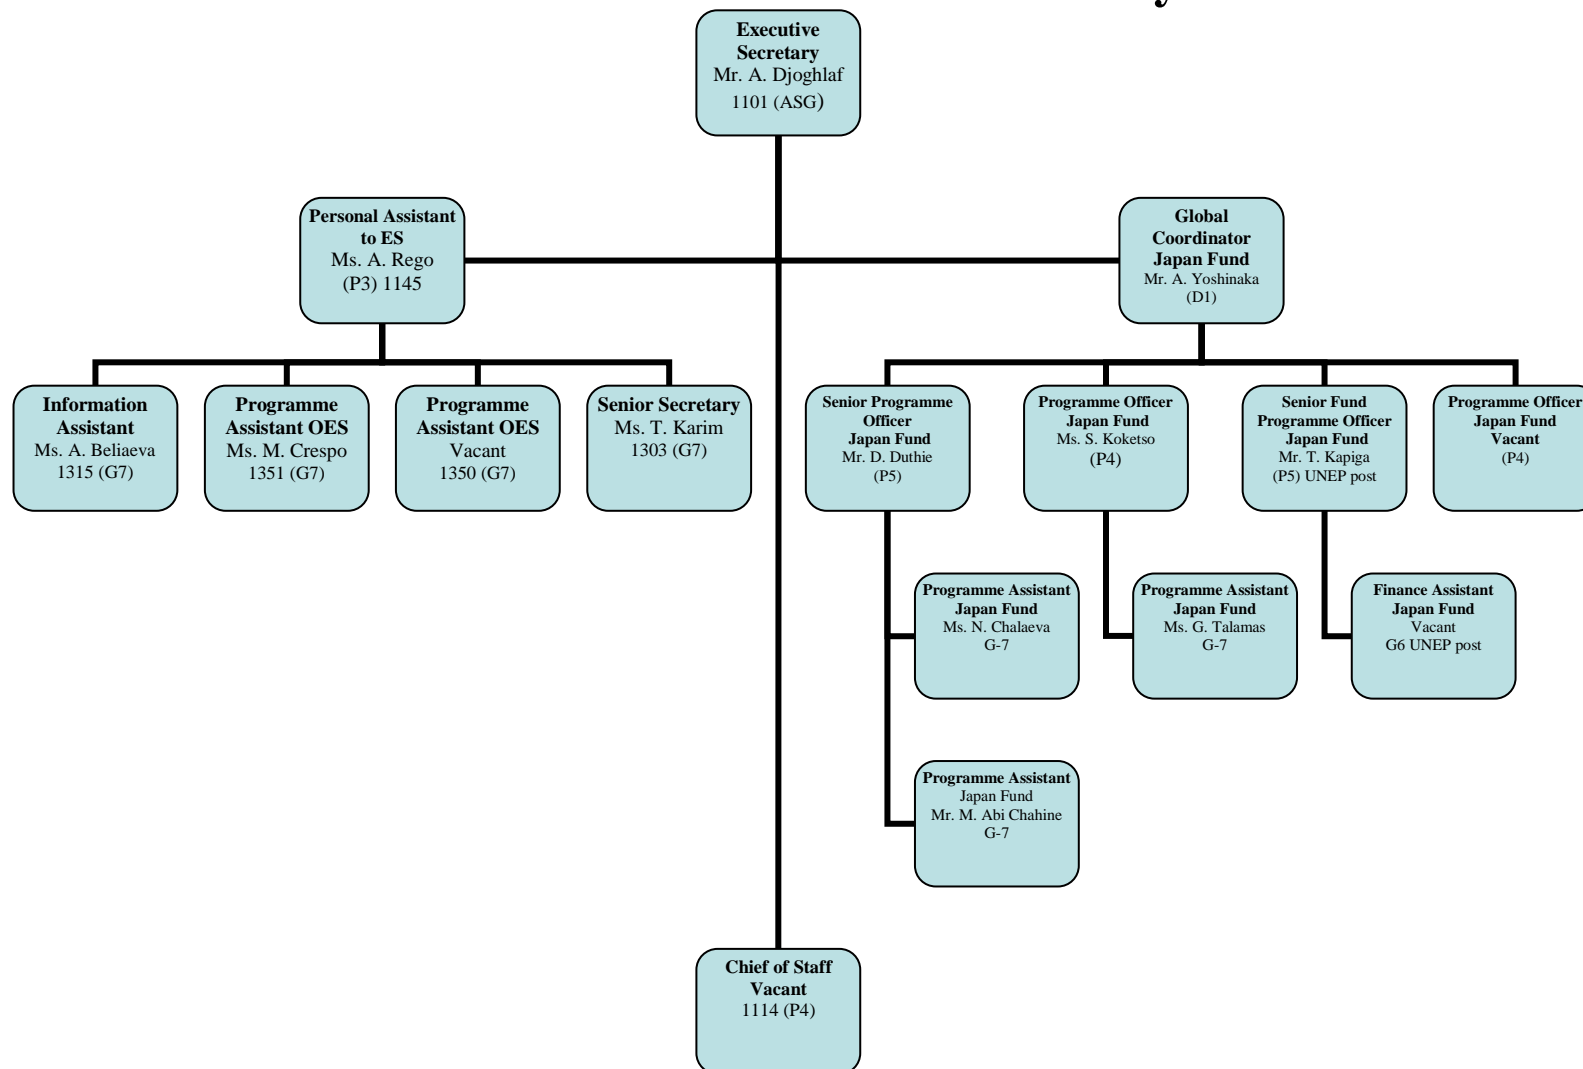 Executive
Secretary
Mr. A. Djoghlaf
1101 (ASG)
Personal Assistant
to ES
Ms. A. Rego
(P3) 1145
Global
Coordinator
Japan Fund
Mr. A. Yoshinaka
(D1)
Information
Assistant
Ms. A. Beliaeva
1315 (G7)
Programme
Assistant OES
Ms. M. Crespo
1351 (G7)
Programme
Assistant OES
Vacant
1350 (G7)
Senior Secretary
Ms. T. Karim
1303 (G7)
Senior Programme
Officer
Japan Fund
Mr. D. Duthie
(P5)
Programme Officer
Japan Fund
Ms. S. Koketso
(P4)
Senior Fund
Programme Officer
Japan Fund
Mr. T. Kapiga
(P5) UNEP post
Programme Officer
Japan Fund
Vacant
(P4)
Programme Assistant
Japan Fund
Ms. N. Chalaeva
G-7
Programme Assistant
Japan Fund
Ms. G. Talamas
G-7
Finance Assistant
Japan Fund
Vacant
G6 UNEP post
Programme Assistant
Japan Fund
Mr. M. Abi Chahine
G-7
Chief of Staff
Vacant
1114 (P4)